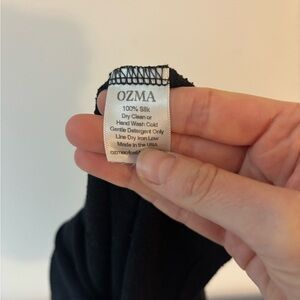 OZMA
100% Silk
Dry Clean or
Hand Wash Cold
Gentle Detergent Only
Line Dry Iron Low
Made in the USA